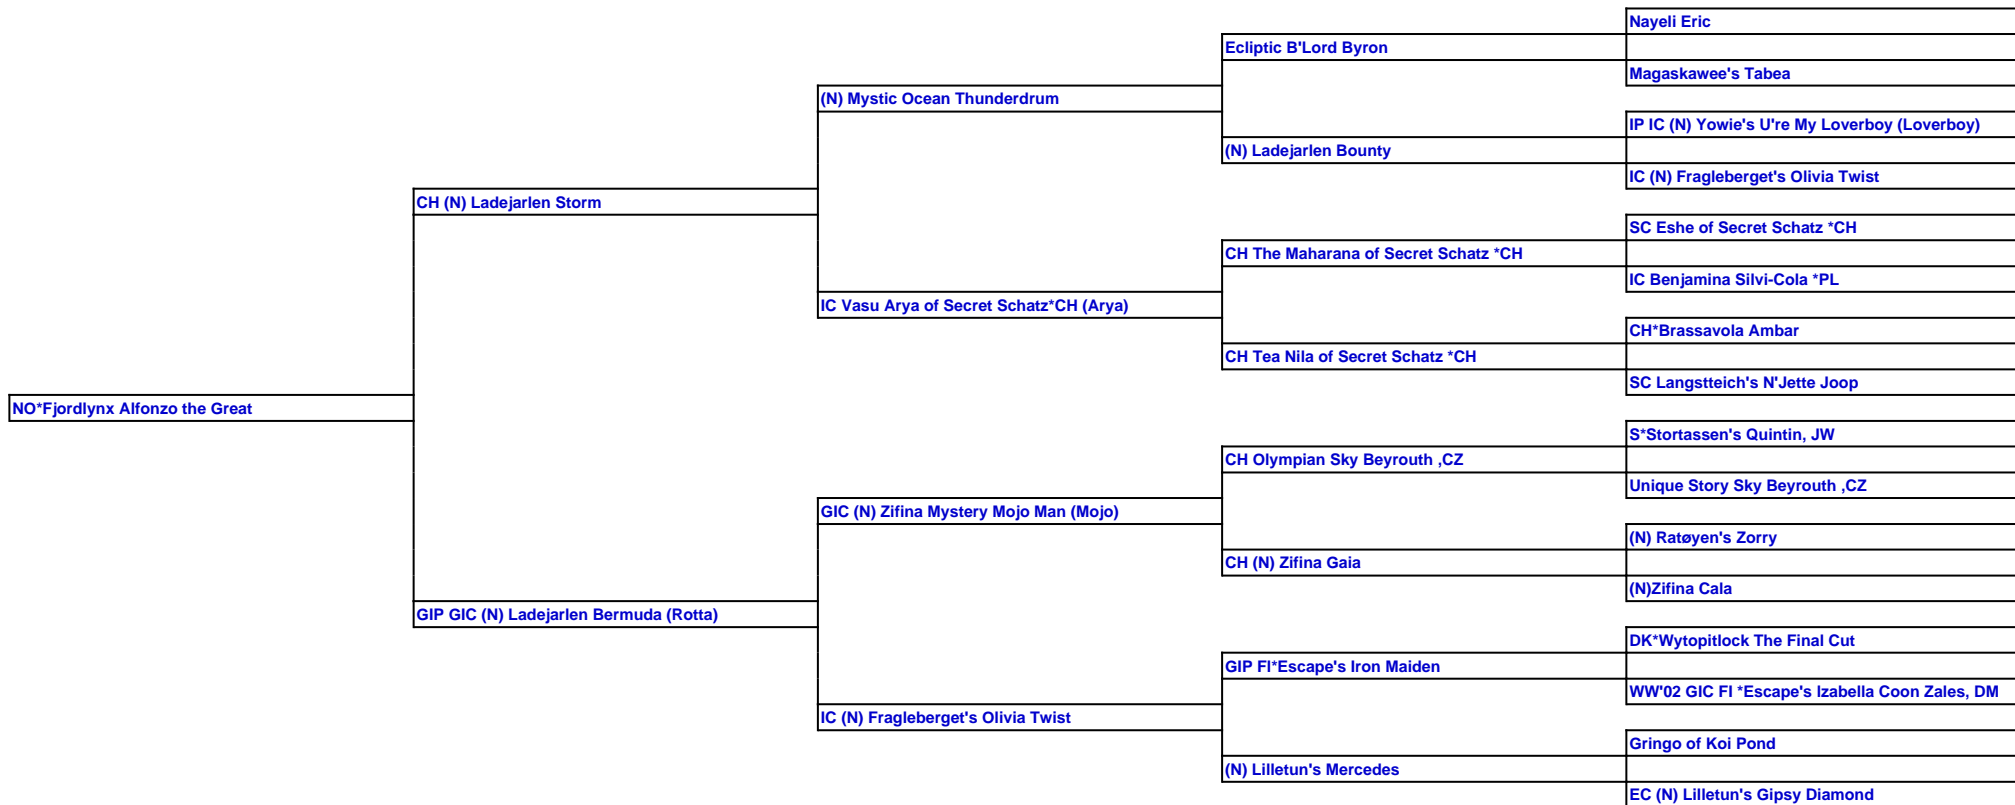 Nayeli Eric
Ecliptic B'Lord Byron
Magaskawee's Tabea
(N) Mystic Ocean Thunderdrum
IP IC (N) Yowie's U're My Loverboy (Loverboy)
(N) Ladejarlen Bounty
IC (N) Fragleberget's Olivia Twist
CH (N) Ladejarlen Storm
SC Eshe of Secret Schatz *CH
CH The Maharana of Secret Schatz *CH
IC Benjamina Silvi-Cola *PL
IC Vasu Arya of Secret Schatz*CH (Arya)
CH*Brassavola Ambar
CH Tea Nila of Secret Schatz *CH
SC Langstteich's N'Jette Joop
NO*Fjordlynx Alfonzo the Great
S*Stortassen's Quintin, JW
CH Olympian Sky Beyrouth ,CZ
Unique Story Sky Beyrouth ,CZ
GIC (N) Zifina Mystery Mojo Man (Mojo)
(N) Ratøyen's Zorry
CH (N) Zifina Gaia
(N)Zifina Cala
GIP GIC (N) Ladejarlen Bermuda (Rotta)
DK*Wytopitlock The Final Cut
GIP FI*Escape's Iron Maiden
WW'02 GIC FI *Escape's Izabella Coon Zales, DM
IC (N) Fragleberget's Olivia Twist
Gringo of Koi Pond
(N) Lilletun's Mercedes
EC (N) Lilletun's Gipsy Diamond